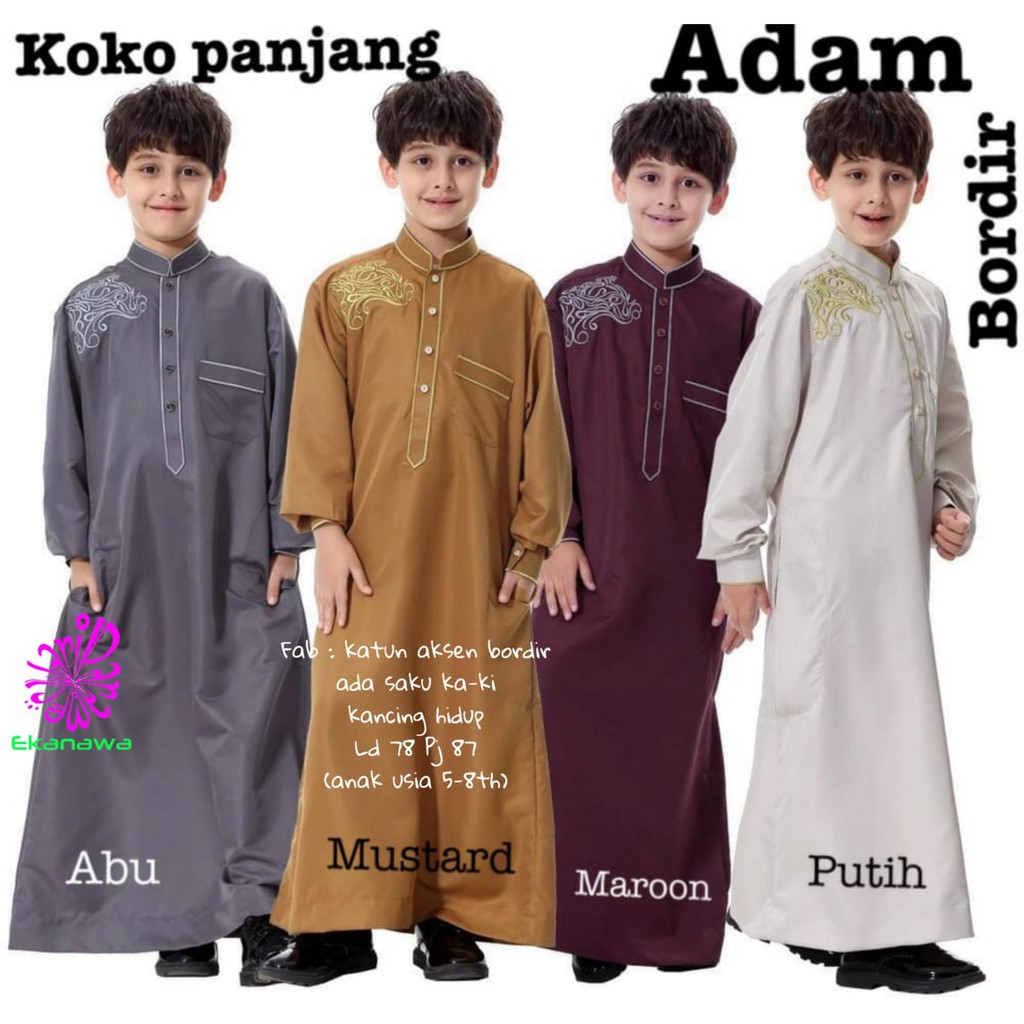 Koko panjang
Adam
Bordir
Fab : katun aksen bordir
ada saku ka-ki
kancing hidup
Ld 78 Pj 87
(anak usia 5-8th)
Ekanawa
Abu
Mustard
Maroon
Putih